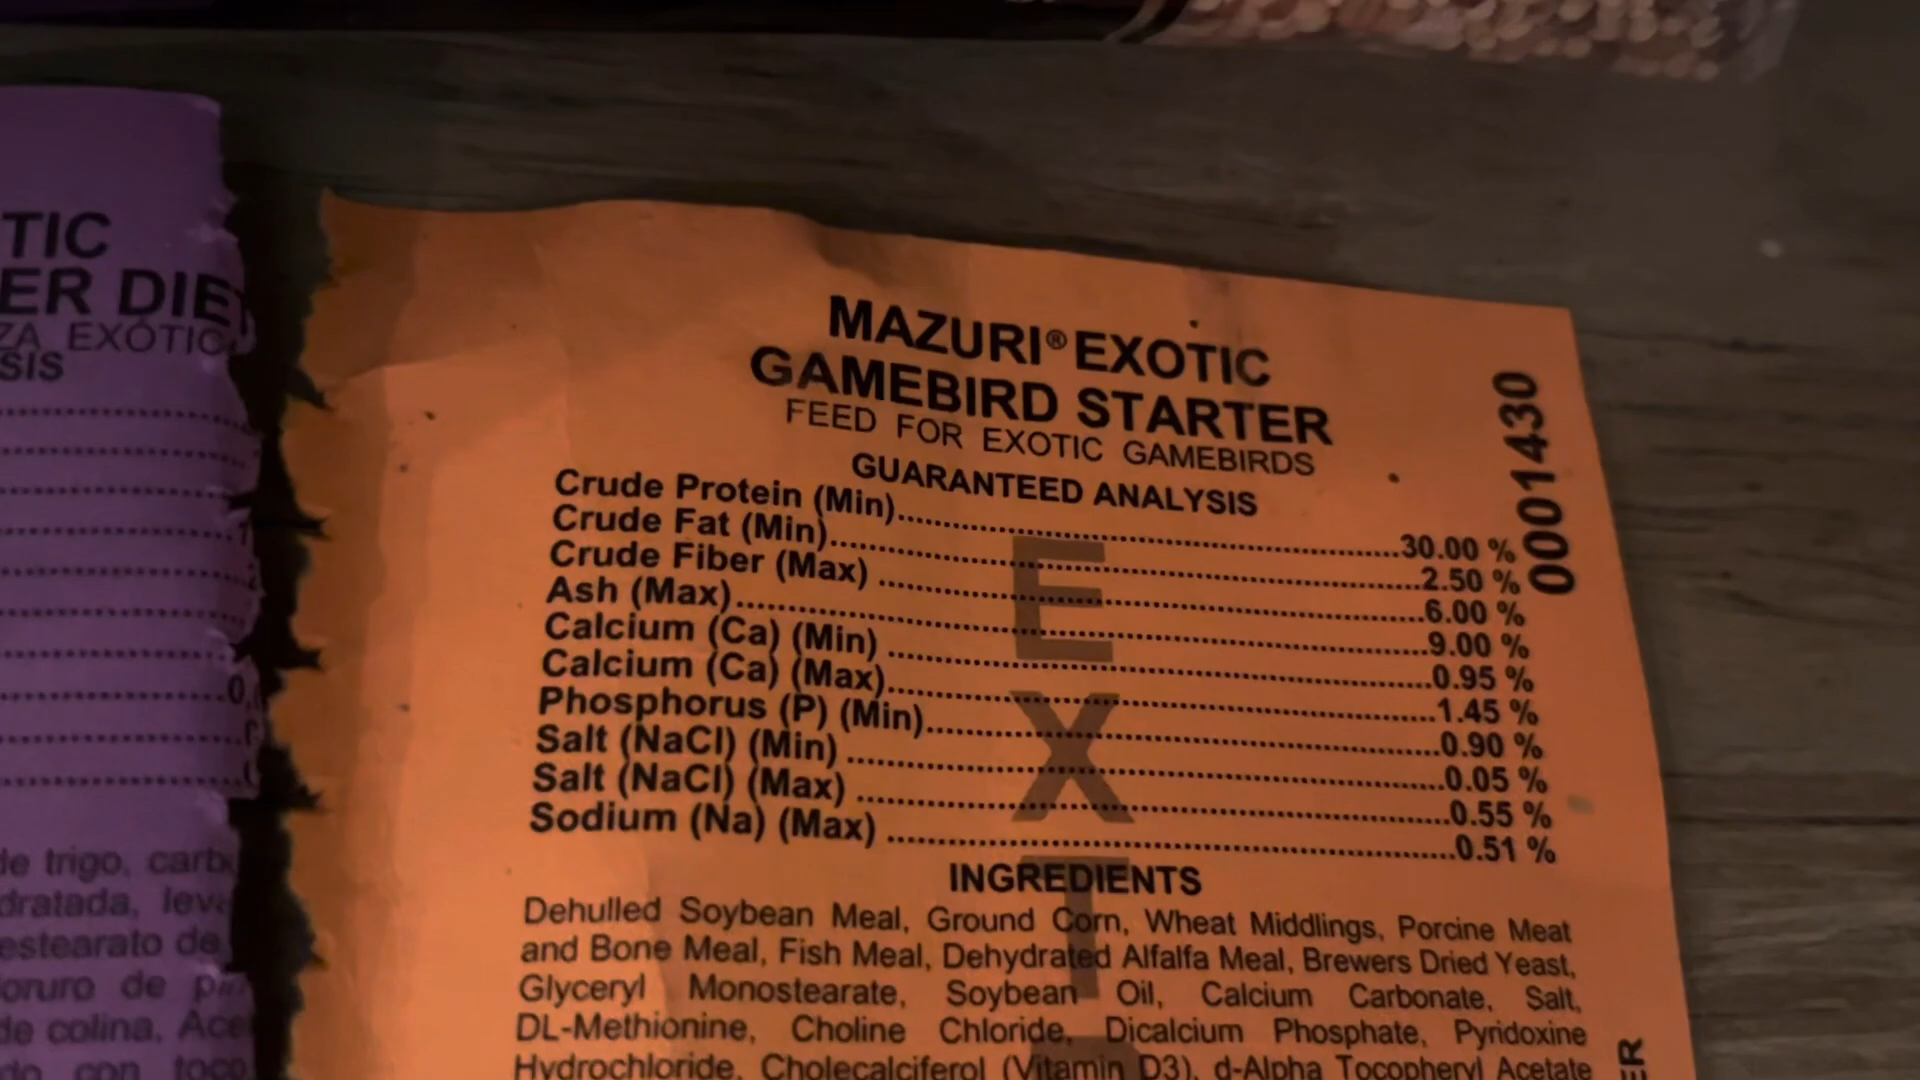 TIC
ER DIE
ZA EXÓTIC
SIS
de trigo, carb
dratada, lev
estearato de
oruro de
de colina, Ace
do con toco
MAZURI® EXOTIC
GAMEBIRD STARTER
FEED FOR EXOTIC GAMEBIRDS
GUARANTEED ANALYSIS
Crude Protein (Min)..........30.00 %
Crude Fat (Min)..........2.50 %
Crude Fiber (Max) ..........6.00 %
Ash (Max)..........9.00 %
Calcium (Ca) (Min) ..........0.95 %
Calcium (Ca) (Max)..........1.45 %
Phosphorus (P) (Min)..........0.90 %
Salt (NaCl) (Min) ..........0.05 %
Salt (NaCl) (Max) ..........0.55 %
Sodium (Na) (Max) ..........0.51 %
INGREDIENTS
Dehulled Soybean Meal, Ground Corn, Wheat Middlings, Porcine Meat
and Bone Meal, Fish Meal, Dehydrated Alfalfa Meal, Brewers Dried Yeast,
Glyceryl Monostearate, Soybean Oil, Calcium Carbonate, Salt,
DL-Methionine, Choline Chloride, Dicalcium Phosphate, Pyridoxine
Hydrochloride, Cholecalciferol (Vitamin D3), d-Alpha Tocopheryl Acetate
0001430
EXT
ER